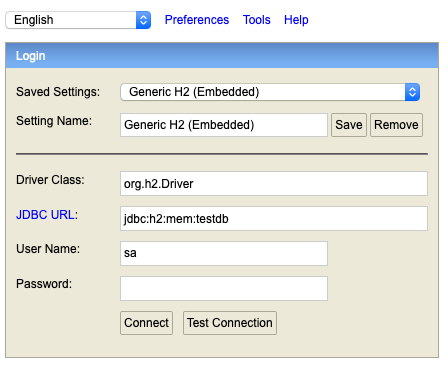 English Preferences Tools Help
Login
Saved Settings: Generic H2 (Embedded)
Setting Name: Generic H2 (Embedded) Save Remove
Driver Class: org.h2.Driver
JDBC URL: jdbc:h2:mem:testdb
User Name: sa
Password:
Connect Test Connection